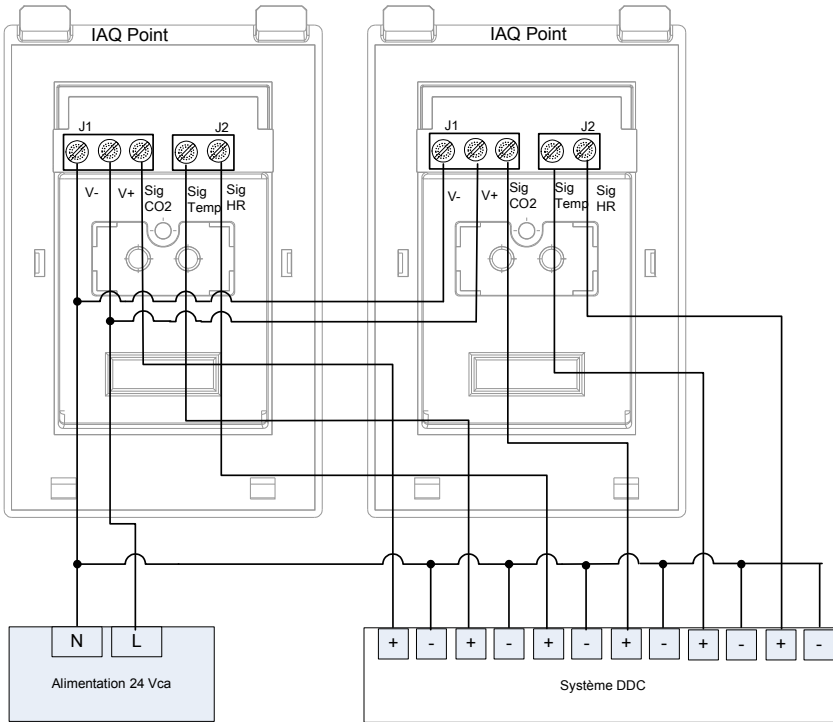 IAQ Point
IAQ Point
J1
J2
J1
J2
V-
V+
Sig
CO2
Sig
Temp
Sig
HR
V-
V+
Sig
CO2
Sig
Temp
Sig
HR
N
L
+
-
+
-
+
-
+
-
+
-
+
-
Alimentation 24 Vca
Système DDC